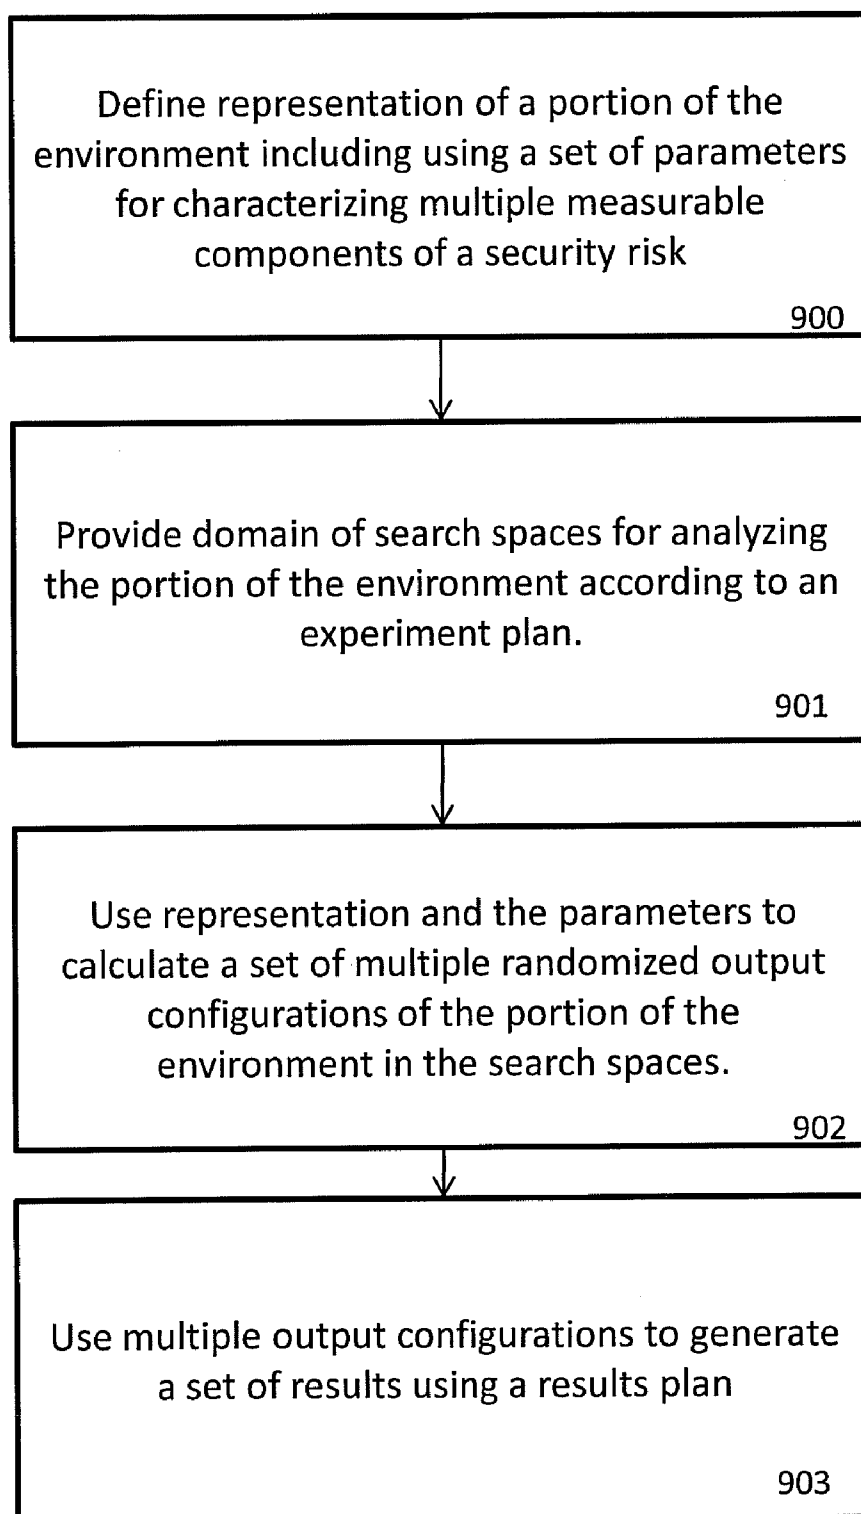 Define representation of a portion of the
environment including using a set of parameters
for characterizing multiple measurable
components of a security risk
900
Provide domain of search spaces for analyzing
the portion of the environment according to an
experiment plan.
901
Use representation and the parameters to
calculate a set of multiple randomized output
configurations of the portion of the
environment in the search spaces.
902
Use multiple output configurations to generate
a set of results using a results plan
903